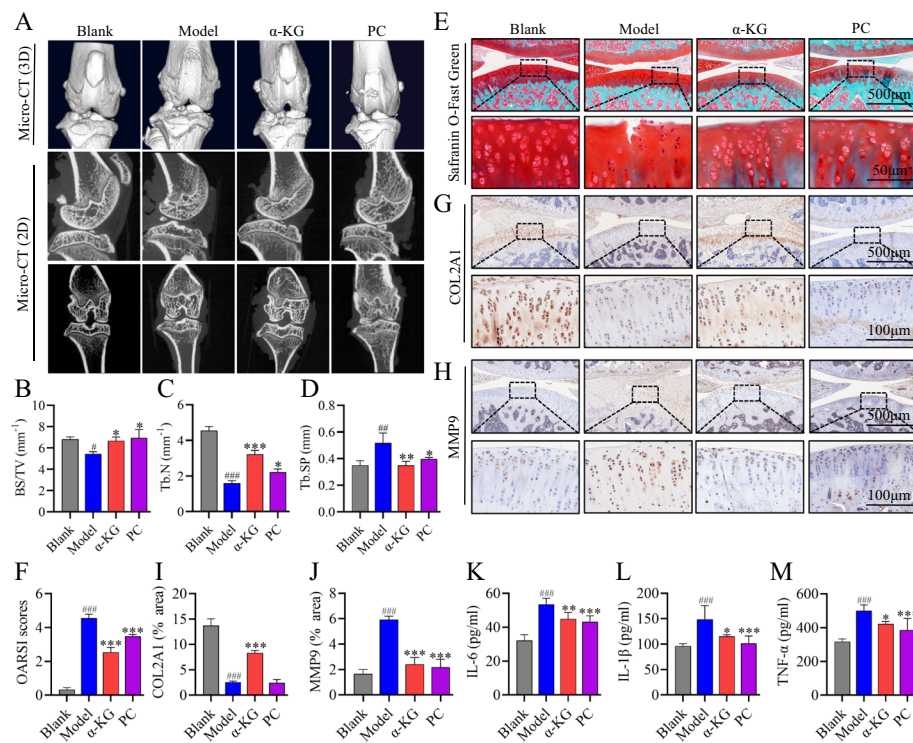 A
Blank
Model
α-KG
PC
Micro-CT (3D)
Micro-CT (2D)
E
Blank
Model
α-KG
PC
Safranin O-Fast Green
500μm
50μm
G
COL2A1
500μm
100μm
H
MMP9
500μm
100μm
B
BS/TV (mm⁻¹)
10
8
6
4
2
0
#
*
*
Blank
Model
α-KG
PC
C
Tb.N (mm⁻¹)
6
4
2
0
###
***
*
Blank
Model
α-KG
PC
D
Tb.SP (mm)
0.8
0.6
0.4
0.2
0.0
##
**
*
Blank
Model
α-KG
PC
F
OARSI scores
6
4
2
0
###
***
***
Blank
Model
α-KG
PC
I
COL2A1 (% area)
20
15
10
5
0
###
***
Blank
Model
α-KG
PC
J
MMP9 (% area)
8
6
4
2
0
###
***
***
Blank
Model
α-KG
PC
K
IL-6 (pg/ml)
60
40
20
0
###
**
***
Blank
Model
α-KG
PC
L
IL-1β (pg/ml)
200
150
100
50
0
###
*
***
Blank
Model
α-KG
PC
M
TNF-α (pg/ml)
600
400
200
0
###
*
**
Blank
Model
α-KG
PC